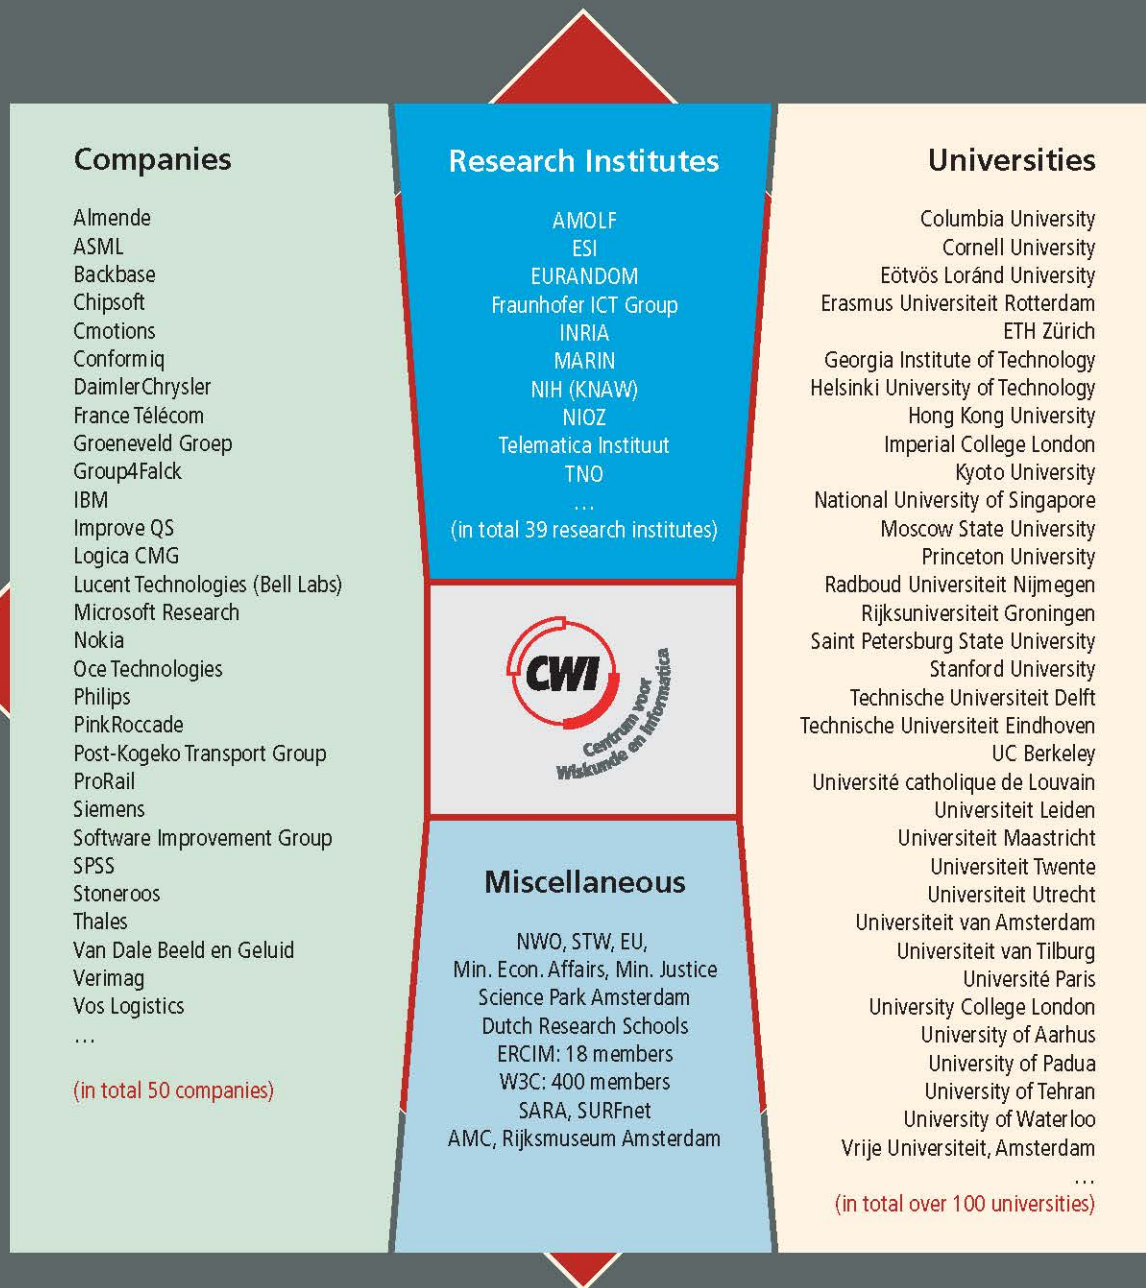 Companies
Almende
ASML
Backbase
Chipsoft
Cmotions
Conformiq
DaimlerChrysler
France Télécom
Groeneveld Groep
Group4Falck
IBM
Improve QS
Logica CMG
Lucent Technologies (Bell Labs)
Microsoft Research
Nokia
Oce Technologies
Philips
PinkRoccade
Post-Kogeko Transport Group
ProRail
Siemens
Software Improvement Group
SPSS
Stoneroos
Thales
Van Dale Beeld en Geluid
Verimag
Vos Logistics
...
(in total 50 companies)
Research Institutes
AMOLF
ESI
EURANDOM
Fraunhofer ICT Group
INRIA
MARIN
NIH (KNAW)
NIOZ
Telematica Instituut
TNO
...
(in total 39 research institutes)
CWI
Centrum voor
Wiskunde en Informatica
Miscellaneous
NWO, STW, EU,
Min. Econ. Affairs, Min. Justice
Science Park Amsterdam
Dutch Research Schools
ERCIM: 18 members
W3C: 400 members
SARA, SURFnet
AMC, Rijksmuseum Amsterdam
Universities
Columbia University
Cornell University
Eötvös Loránd University
Erasmus Universiteit Rotterdam
ETH Zürich
Georgia Institute of Technology
Helsinki University of Technology
Hong Kong University
Imperial College London
Kyoto University
National University of Singapore
Moscow State University
Princeton University
Radboud Universiteit Nijmegen
Rijksuniversiteit Groningen
Saint Petersburg State University
Stanford University
Technische Universiteit Delft
Technische Universiteit Eindhoven
UC Berkeley
Université catholique de Louvain
Universiteit Leiden
Universiteit Maastricht
Universiteit Twente
Universiteit Utrecht
Universiteit van Amsterdam
Universiteit van Tilburg
Université Paris
University College London
University of Aarhus
University of Padua
University of Tehran
University of Waterloo
Vrije Universiteit, Amsterdam
...
(in total over 100 universities)